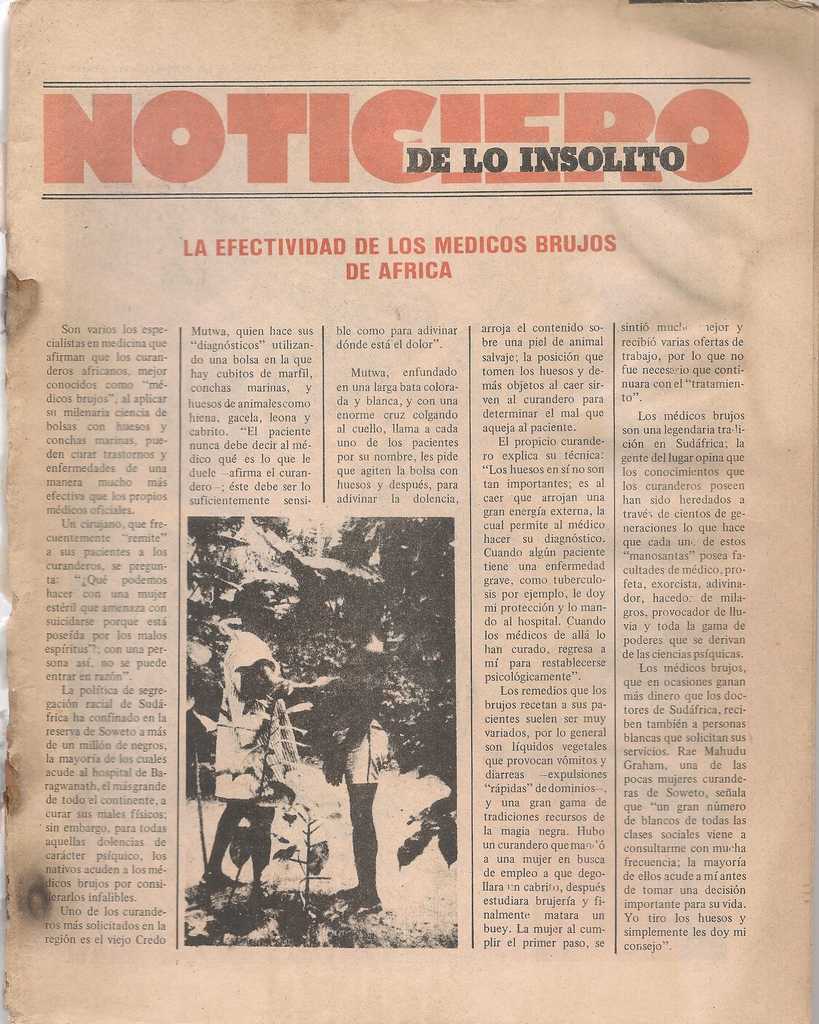 NOTICIERO
DE LO INSOLITO
LA EFECTIVIDAD DE LOS MEDICOS BRUJOS
DE AFRICA
Son varios los espe-
cialistas en medicina que
afirman que los curan-
deros africanos, mejor
conocidos como "mé-
dicos brujos", al aplicar
su milenaria ciencia de
bolsas con huesos y
conchas marinas, pue-
den curar trastornos y
enfermedades de una
manera mucho más
efectiva que los propios
médicos oficiales.
Un cirujano, que fre-
cuentemente "remite"
a sus pacientes a los
curanderos, se pregun-
ta: "¿Qué podemos
hacer con una mujer
estéril que amenaza con
suicidarse porque está
poseída por los malos
espíritus"?; con una per-
sona así, no se puede
entrar en razón".
La política de segre-
gación racial de Sudá-
frica ha confinado en la
reserva de Soweto a más
de un millón de negros,
la mayoría de los cuales
acude al hospital de Ba-
ragwanath, el más grande
de todo el continente, a
curar sus males físicos;
sin embargo, para todas
aquellas dolencias de
carácter psíquico, los
nativos acuden a los mé-
dicos brujos por consi-
derarlos infalibles.
Uno de los curande-
ros más solicitados en la
región es el viejo Credo
Mutwa, quien hace sus
"diagnósticos" utilizan-
do una bolsa en la que
hay cubitos de marfil,
conchas marinas, y
huesos de animales como
hiena, gacela, leona y
cabrito. "El paciente
nunca debe decir al mé-
dico qué es lo que le
duele —afirma el curan-
dero—; éste debe ser lo
suficientemente sensi-
ble como para adivinar
dónde está el dolor".
Mutwa, enfundado
en una larga bata colora-
da y blanca, y con una
enorme cruz colgando
al cuello, llama a cada
uno de los pacientes
por su nombre, les pide
que agiten la bolsa con
huesos y después, para
adivinar la dolencia,
arroja el contenido so-
bre una piel de animal
salvaje; la posición que
tomen los huesos y de-
más objetos al caer sir-
ven al curandero para
determinar el mal que
aqueja al paciente.
El propicio curande-
ro explica su técnica:
"Los huesos en sí no son
tan importantes; es al
caer que arrojan una
gran energía externa, la
cual permite al médico
hacer su diagnóstico.
Cuando algún paciente
tiene una enfermedad
grave, como tuberculo-
sis por ejemplo, le doy
mi protección y lo man-
do al hospital. Cuando
los médicos de allá lo
han curado, regresa a
mí para restablecerse
psicológicamente".
Los remedios que los
brujos recetan a sus pa-
cientes suelen ser muy
variados, por lo general
son líquidos vegetales
que provocan vómitos y
diarreas —expulsiones
"rápidas" de dominios—,
y una gran gama de
tradiciones recursos de
la magia negra. Hubo
un curandero que mandó
a una mujer en busca
de empleo a que dego-
llara un cabrito, después
estudiara brujería y fi-
nalmente matara un
buey. La mujer al cum-
plir el primer paso, se
sintió mucho mejor y
recibió varias ofertas de
trabajo, por lo que no
fue necesario que conti-
nuara con el "tratamien-
to".
Los médicos brujos
son una legendaria tradi-
ción en Sudáfrica; la
gente del lugar opina que
los conocimientos que
los curanderos poseen
han sido heredados a
través de cientos de ge-
neraciones lo que hace
que cada uno de estos
"manosantas" posea fa-
cultades de médico, pro-
feta, exorcista, adivina-
dor, hacedor de mila-
gros, provocador de llu-
via y toda la gama de
poderes que se derivan
de las ciencias psíquicas.
Los médicos brujos,
que en ocasiones ganan
más dinero que los doc-
tores de Sudáfrica, reci-
ben también a personas
blancas que solicitan sus
servicios. Rae Mahudu
Graham, una de las
pocas mujeres curande-
ras de Soweto, señala
que "un gran número
de blancos de todas las
clases sociales viene a
consultarme con mucha
frecuencia; la mayoría
de ellos acude a mí antes
de tomar una decisión
importante para su vida.
Yo tiro los huesos y
simplemente les doy mi
consejo".